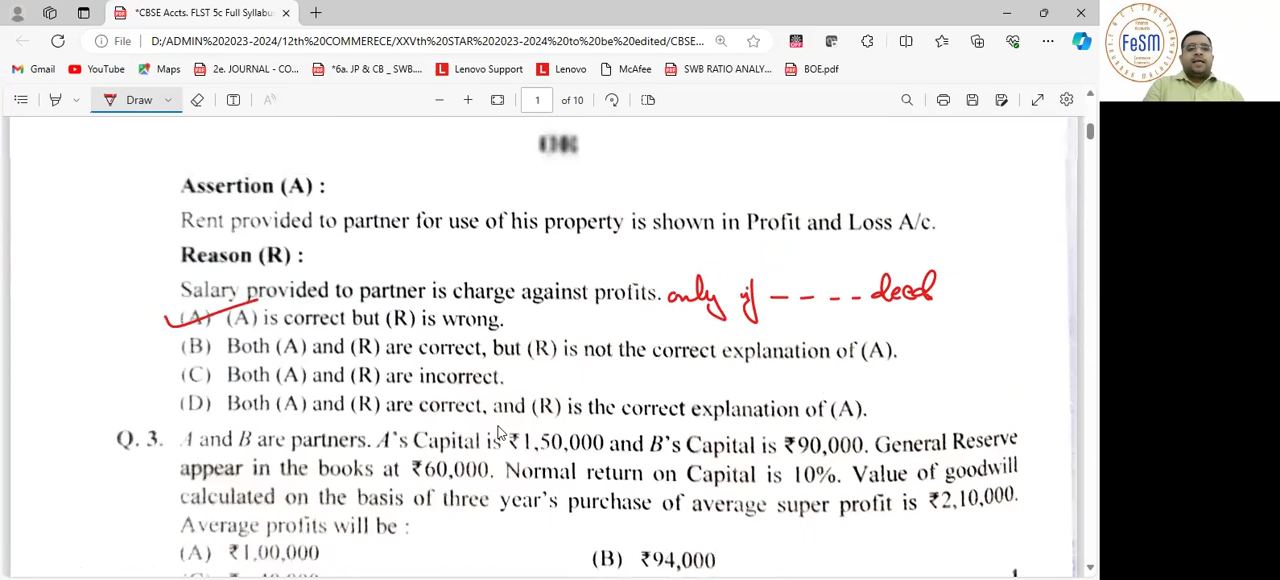 *CBSE Accts. FLST 5c Full Syllabus
File
D:/ADMIN%202023-2024/12th%20COMMERECE/XXVth%20STAR%202023-2024%20to%20be%20edited/CBSE...
Gmail
YouTube
Maps
2e. JOURNAL - CO...
*6a. JP & CB _ SWB....
Lenovo Support
Lenovo
McAfee
SWB RATIO ANALY...
BOE.pdf
Draw
1 of 10
FeSM
OR
Assertion (A) :
Rent provided to partner for use of his property is shown in Profit and Loss A/c.
Reason (R) :
Salary provided to partner is charge against profits. only if - - - - deed
(A) (A) is correct but (R) is wrong.
(B) Both (A) and (R) are correct, but (R) is not the correct explanation of (A).
(C) Both (A) and (R) are incorrect.
(D) Both (A) and (R) are correct, and (R) is the correct explanation of (A).
Q. 3. A and B are partners. A's Capital is ₹1,50,000 and B's Capital is ₹90,000. General Reserve
appear in the books at ₹60,000. Normal return on Capital is 10%. Value of goodwill
calculated on the basis of three year's purchase of average super profit is ₹2,10,000.
Average profits will be :
(A) ₹1,00,000
(B) ₹94,000